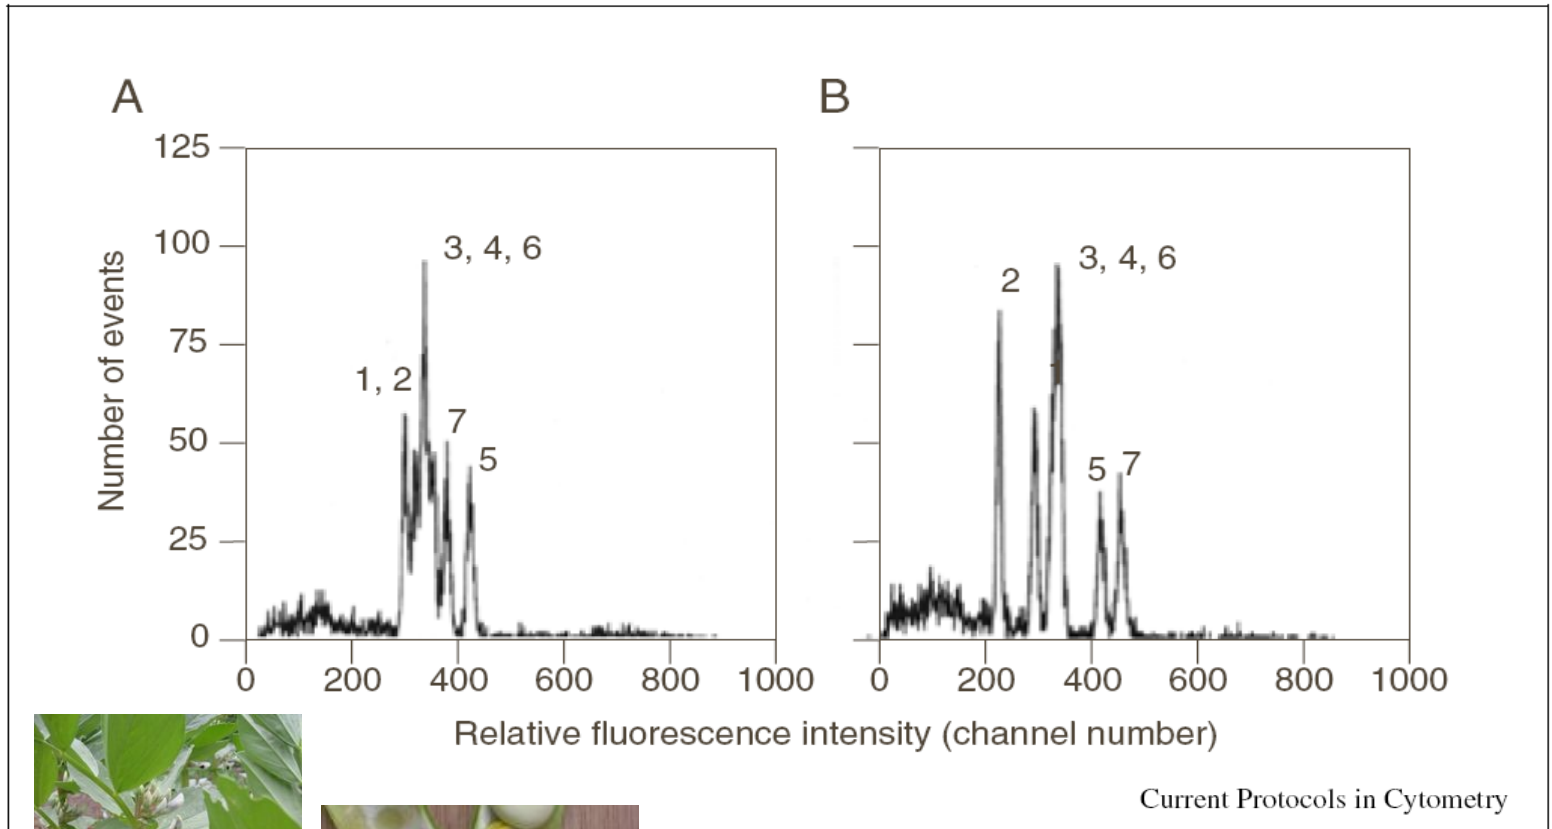 A
B
125
100
75
50
25
0
Number of events
3, 4, 6
1, 2
7
5
2
3, 4, 6
1
5
7
0 200 400 600 800 1000
0 200 400 600 800 1000
Relative fluorescence intensity (channel number)
Current Protocols in Cytometry